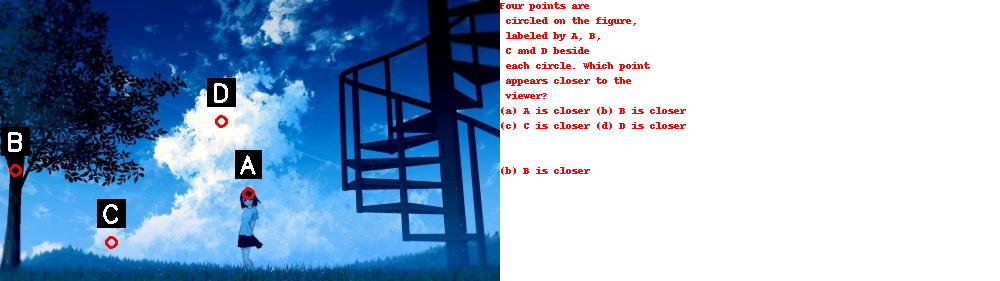 Four points are
circled on the figure,
labeled by A, B,
C and D beside
each circle. Which point
appears closer to the
viewer?
(a) A is closer (b) B is closer
(c) C is closer (d) D is closer
(b) B is closer
D
B
A
C